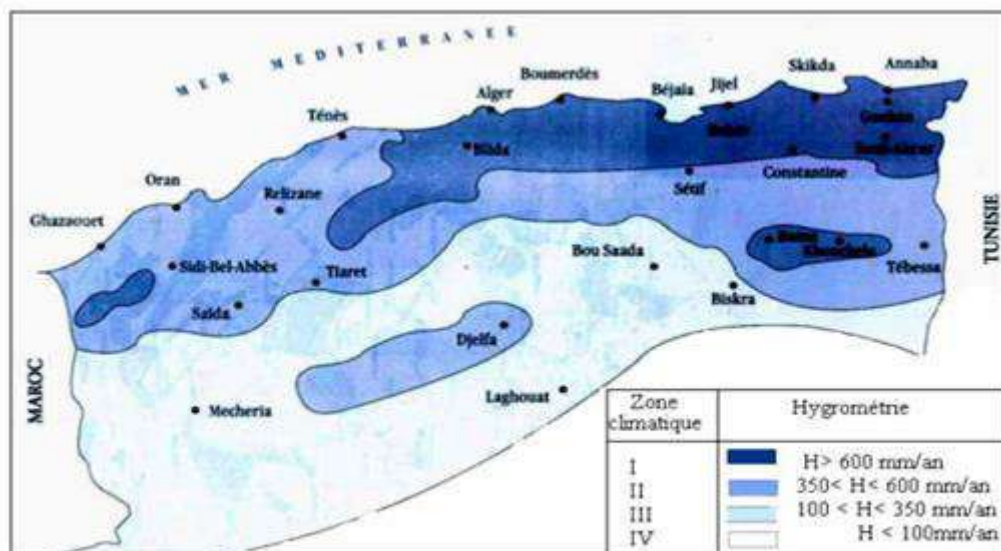 MER MEDITERRANEE
Skikda
Annaba
Boumerdès
Béjaia
Jijel
Alger
Ténès
Blida
Constantine
Sétif
Oran
Relizane
Ghazaouet
TUNISIE
Bou Saada
Tébessa
Sidi-Bel-Abbès
Tiaret
Biskra
Saida
Djelfa
MAROC
Laghouat
Mecheria
Zone climatique
Hygrométrie
I H> 600 mm/an
II 350< H< 600 mm/an
III 100 < H< 350 mm/an
IV H < 100mm/an